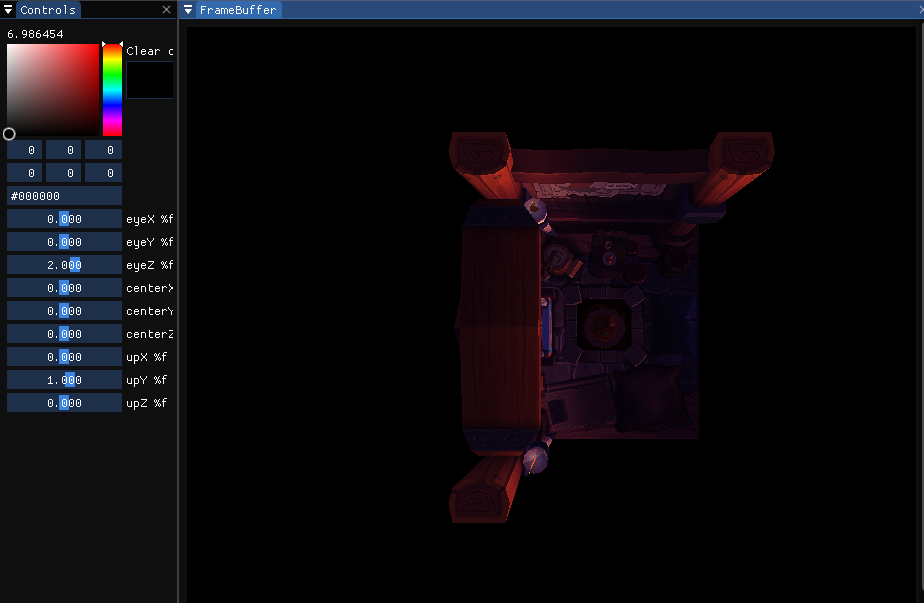 Controls
FrameBuffer
6.986454
Clear c
0 0 0
0 0 0
#000000
0.000 eyeX %f
0.000 eyeY %f
2.000 eyeZ %f
0.000 centerX
0.000 centerY
0.000 centerZ
0.000 upX %f
1.000 upY %f
0.000 upZ %f